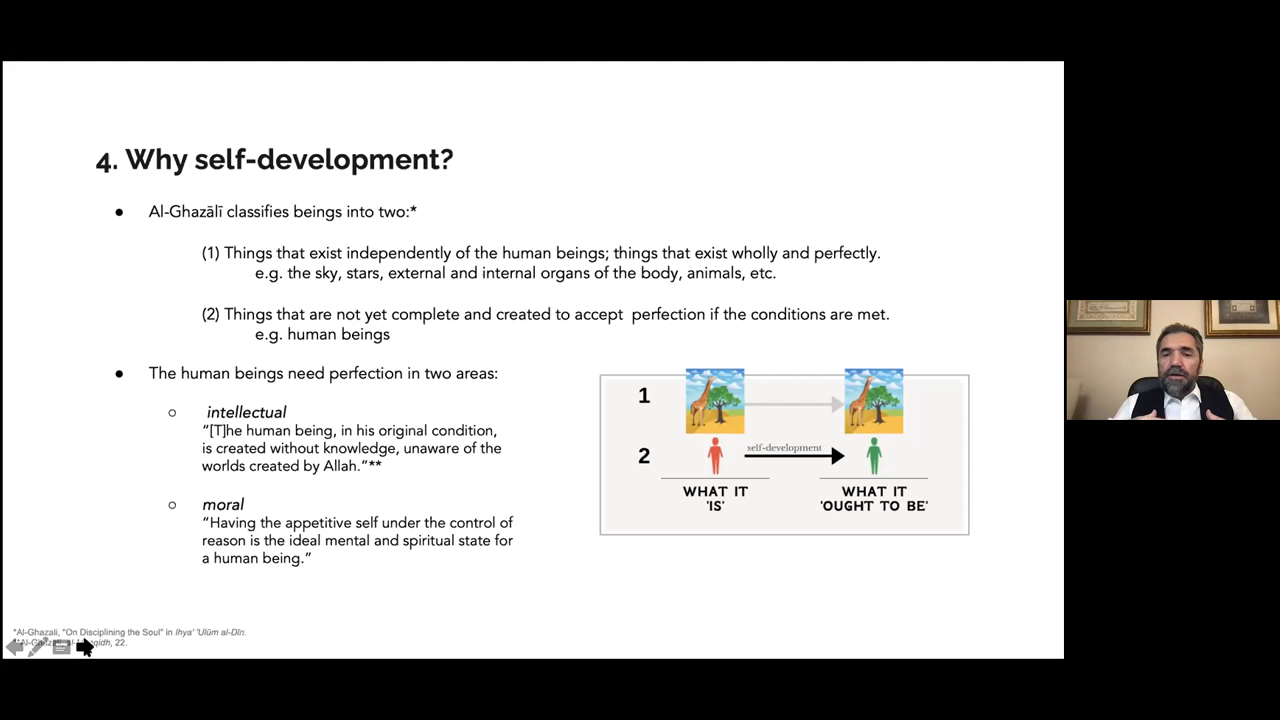 4. Why self-development?
● Al-Ghazālī classifies beings into two:*
(1) Things that exist independently of the human beings; things that exist wholly and perfectly.
e.g. the sky, stars, external and internal organs of the body, animals, etc.
(2) Things that are not yet complete and created to accept perfection if the conditions are met.
e.g. human beings
● The human beings need perfection in two areas:
○ intellectual
“[T]he human being, in his original condition,
is created without knowledge, unaware of the
worlds created by Allah.”**
○ moral
“Having the appetitive self under the control of
reason is the ideal mental and spiritual state for
a human being.”
1
2
self-development
WHAT IT
'IS'
WHAT IT
'OUGHT TO BE'
*Al-Ghazali, "On Disciplining the Soul" in Ihya' 'Ulūm al-Dīn.
22.